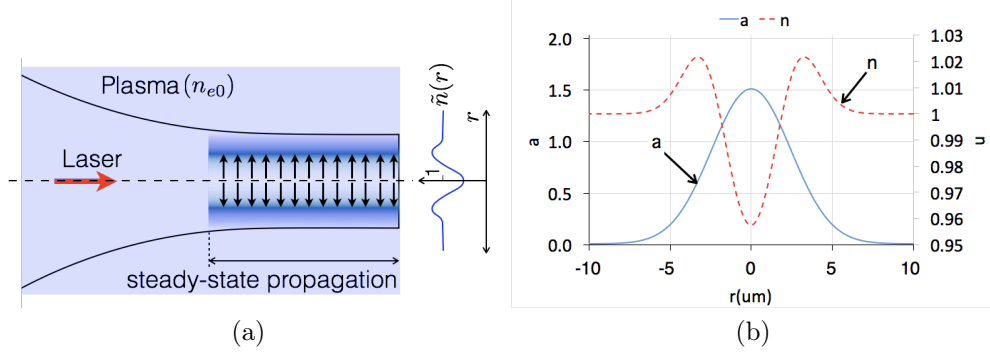 Plasma (n_{e0})
ñ(r)
r
Laser
1
steady-state propagation
(a)
a n
2.0
1.5
1.0
0.5
0.0
a
1.03
1.02
1.01
1
0.99
0.98
0.97
0.96
0.95
n
a
n
-10 -5 0 5 10
r(um)
(b)